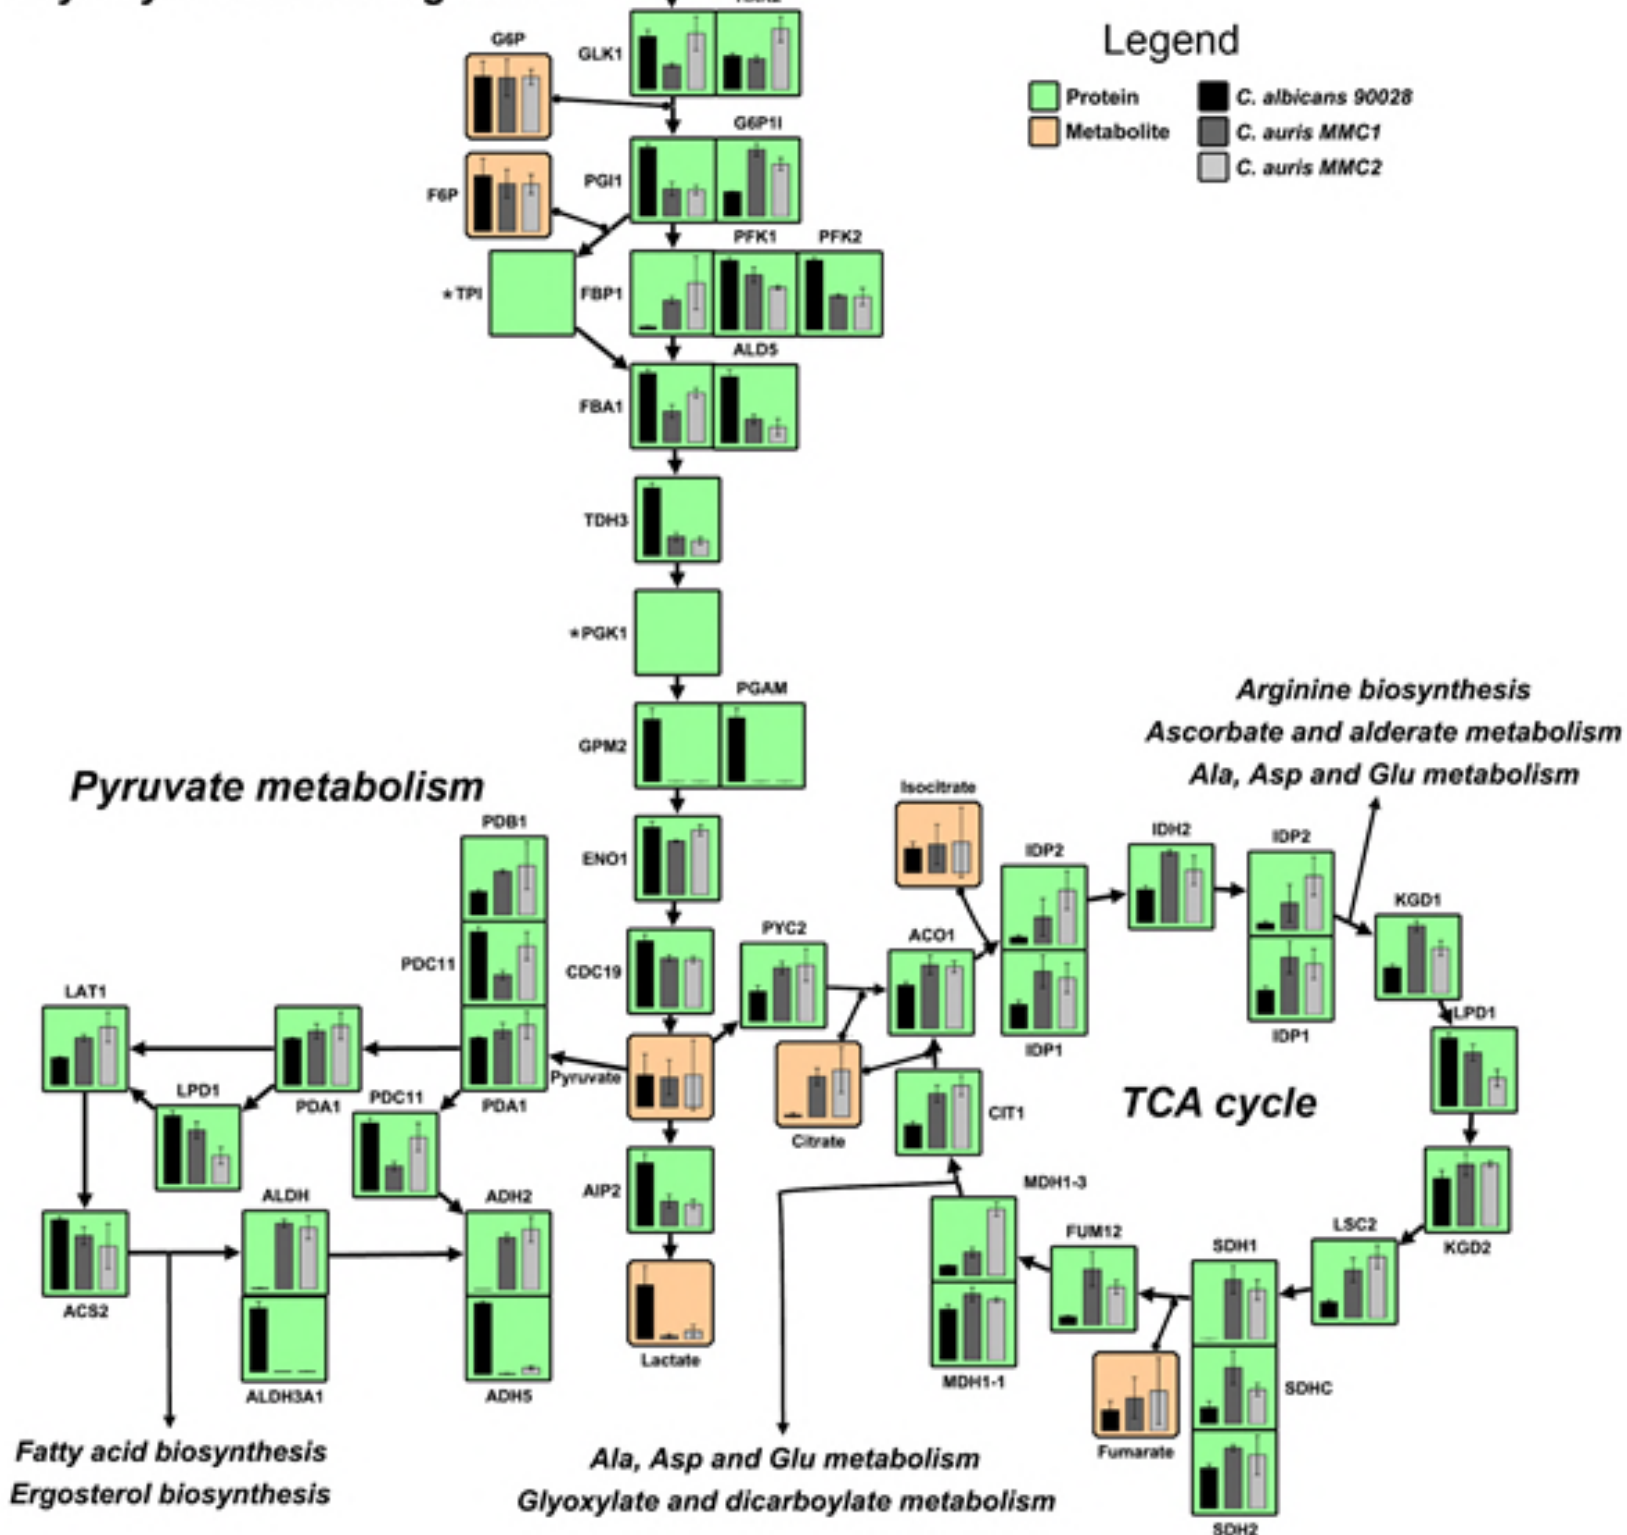 G6P
GLK1
Legend
Protein
Metabolite
C. albicans 90028
C. auris MMC1
C. auris MMC2
G6P1I
PGI1
F6P
PFK1
PFK2
*TPI
FBP1
ALD5
FBA1
TDH3
*PGK1
PGAM
GPM2
Arginine biosynthesis
Ascorbate and alderate metabolism
Ala, Asp and Glu metabolism
Pyruvate metabolism
Isocitrate
PDB1
IDH2
IDP2
IDP2
ENO1
KGD1
PYC2
ACO1
PDC11
CDC19
LAT1
LPD1
IDP1
IDP1
Pyruvate
LPD1
PDC11
PDA1
PDA1
TCA cycle
CIT1
Citrate
AIP2
MDH1-3
ALDH
ADH2
FUM12
LSC2
SDH1
KGD2
ACS2
Lactate
MDH1-1
SDHC
ALDH3A1
ADH5
Fumarate
Fatty acid biosynthesis
Ergosterol biosynthesis
Ala, Asp and Glu metabolism
Glyoxylate and dicarboylate metabolism
SDH2